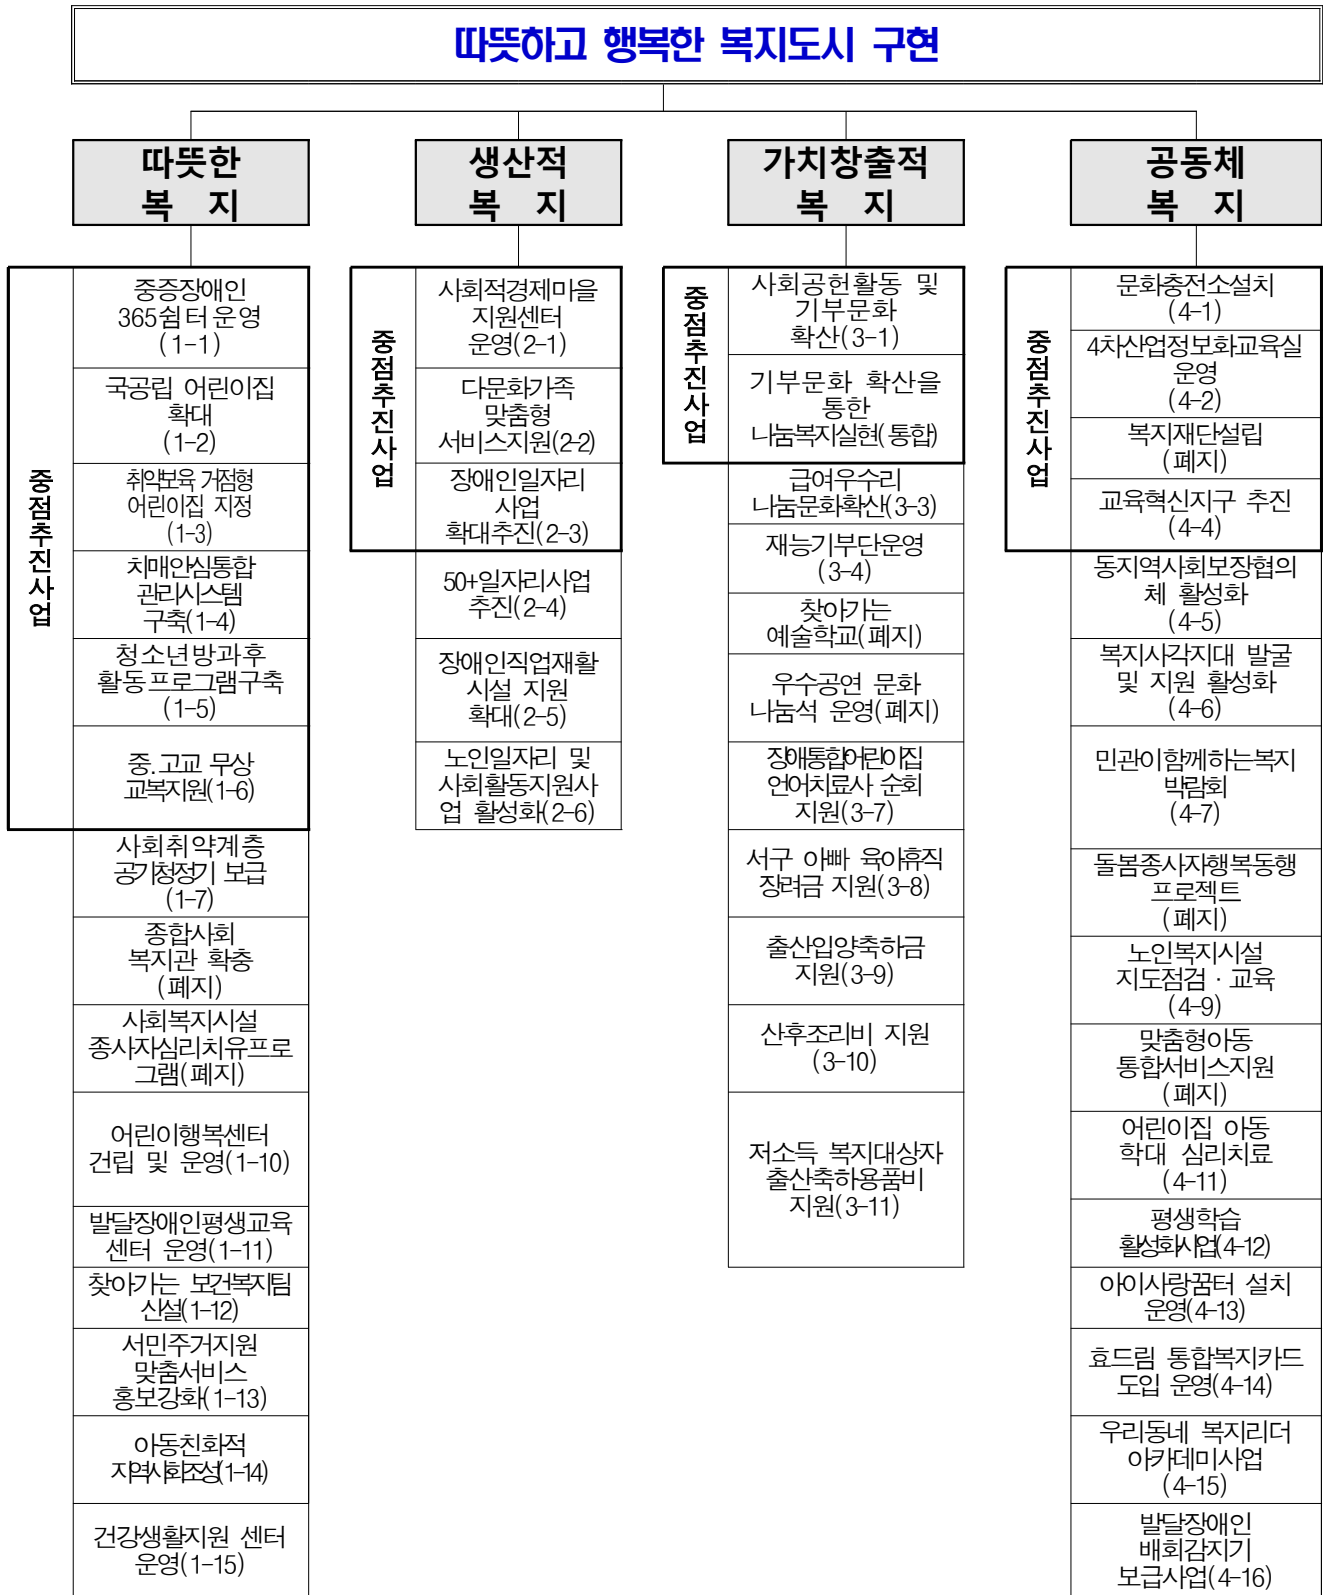 따뜻하고 행복한 복지도시 구현
따뜻한
복 지
중점추진사업
중증장애인
365쉼터 운영
(1-1)
국공립 어린이집
확대
(1-2)
취약보육 거점형
어린이집 지정
(1-3)
치매안심통합
관리시스템
구축(1-4)
청소년방과후
활동프로그램구축
(1-5)
중.고교 무상
교복지원(1-6)
사회취약계층
공기청정기 보급
(1-7)
종합사회
복지관 확충
(폐지)
사회복지시설
종사자심리치유프로
그램(폐지)
어린이행복센터
건립 및 운영(1-10)
발달장애인평생교육
센터 운영(1-11)
찾아가는 보건복지팀
신설(1-12)
서민주거지원
맞춤서비스
홍보강화(1-13)
아동친화적
지역사회조성(1-14)
건강생활지원 센터
운영(1-15)
생산적
복 지
중점추진사업
사회적경제마을
지원센터
운영(2-1)
다문화가족
맞춤형
서비스지원(2-2)
장애인일자리
사업
확대추진(2-3)
50+일자리사업
추진(2-4)
장애인직업재활
시설 지원
확대(2-5)
노인일자리 및
사회활동지원사
업 활성화(2-6)
가치창출적
복 지
중점추진사업
사회공헌활동 및
기부문화
확산(3-1)
기부문화 확산을
통한
나눔복지실현(통합)
급여우수리
나눔문화확산(3-3)
재능기부단운영
(3-4)
찾아가는
예술학교(폐지)
우수공연 문화
나눔석 운영(폐지)
장애통합어린이집
언어치료사 순회
지원(3-7)
서구 아빠 육아휴직
장려금 지원(3-8)
출산입양축하금
지원(3-9)
산후조리비 지원
(3-10)
저소득 복지대상자
출산축하용품비
지원(3-11)
공동체
복 지
중점추진사업
문화충전소설치
(4-1)
4차산업정보화교육실
운영
(4-2)
복지재단설립
(폐지)
교육혁신지구 추진
(4-4)
동지역사회보장협의
체 활성화
(4-5)
복지사각지대 발굴
및 지원 활성화
(4-6)
민관이함께하는복지
박람회
(4-7)
돌봄종사자행복동행
프로젝트
(폐지)
노인복지시설
지도점검·교육
(4-9)
맞춤형아동
통합서비스지원
(폐지)
어린이집 아동
학대 심리치료
(4-11)
평생학습
활성화사업(4-12)
아이사랑꿈터 설치
운영(4-13)
효드림 통합복지카드
도입 운영(4-14)
우리동네 복지리더
아카데미사업
(4-15)
발달장애인
배회감지기
보급사업(4-16)